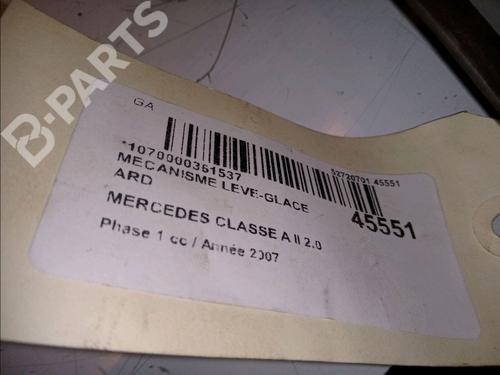 B-PARTS
GA
*1070000361537
52720701 45551
MECANISME LEVE-GLACE
ARD
45551
MERCEDES CLASSE A II 2.0
Phase 1 cc / Année 2007